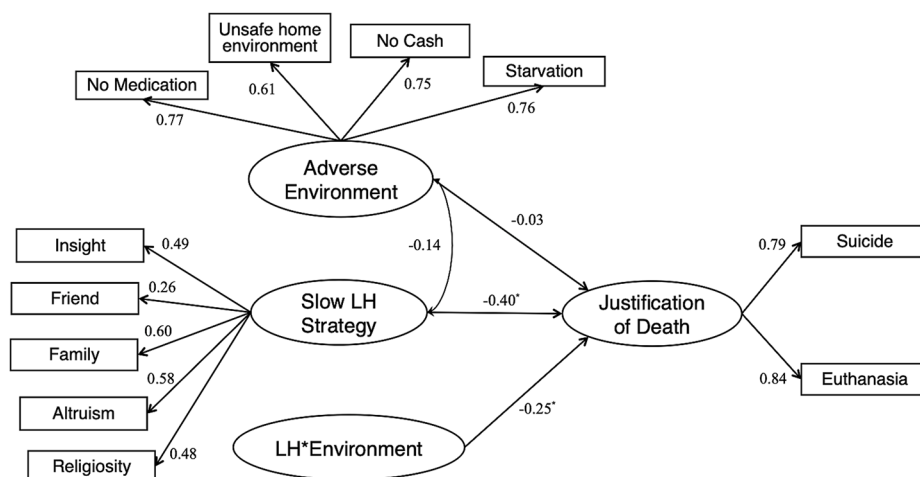 Unsafe home
environment
No Cash
No Medication
Starvation
0.77
0.61
0.75
0.76
Adverse
Environment
-0.03
-0.14
Insight
Friend
Family
Altruism
Religiosity
0.49
0.26
0.60
0.58
0.48
Slow LH
Strategy
-0.40*
Justification
of Death
0.79
Suicide
0.84
Euthanasia
-0.25*
LH*Environment